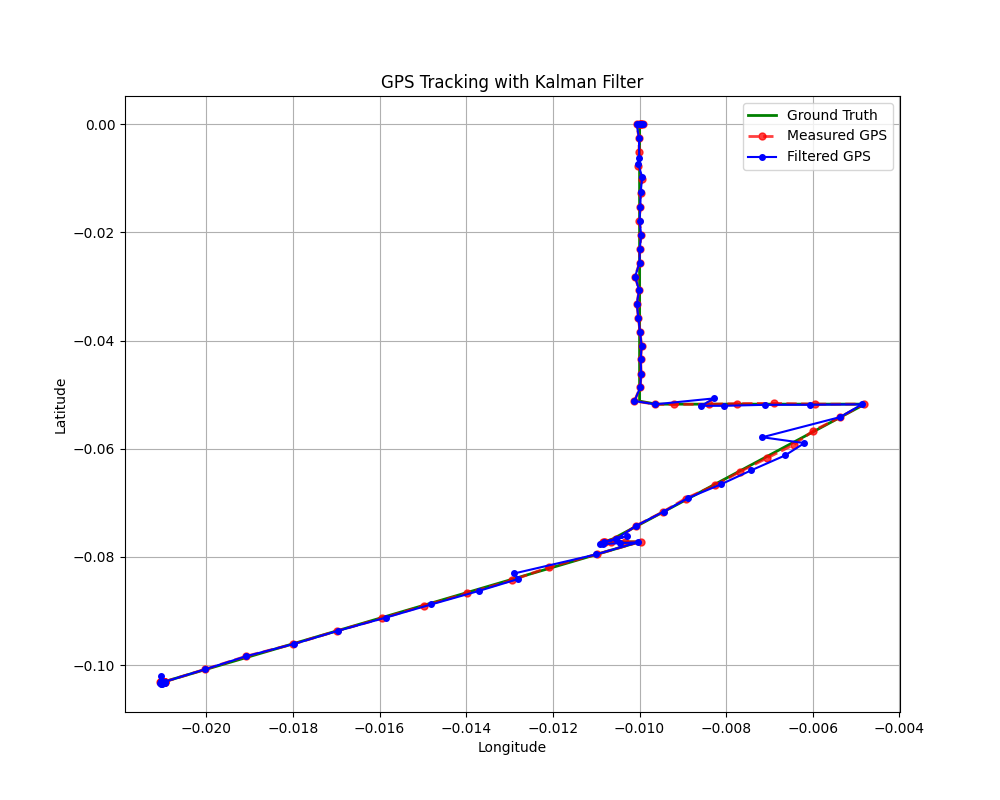 GPS Tracking with Kalman Filter
Ground Truth
Measured GPS
Filtered GPS
0.00
−0.02
−0.04
−0.06
−0.08
−0.10
Latitude
−0.020 −0.018 −0.016 −0.014 −0.012 −0.010 −0.008 −0.006 −0.004
Longitude